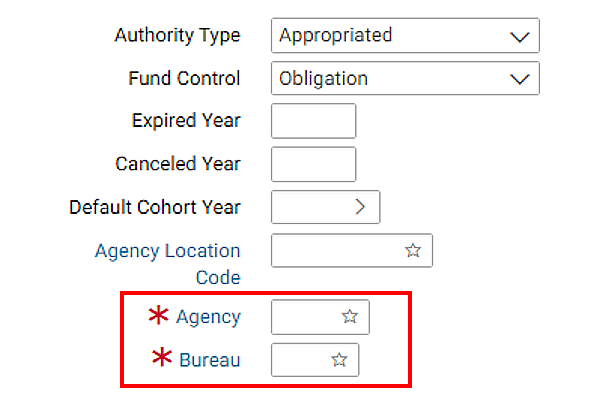 Authority Type Appropriated
Fund Control Obligation
Expired Year
Canceled Year
Default Cohort Year
Agency Location
Code
* Agency
* Bureau